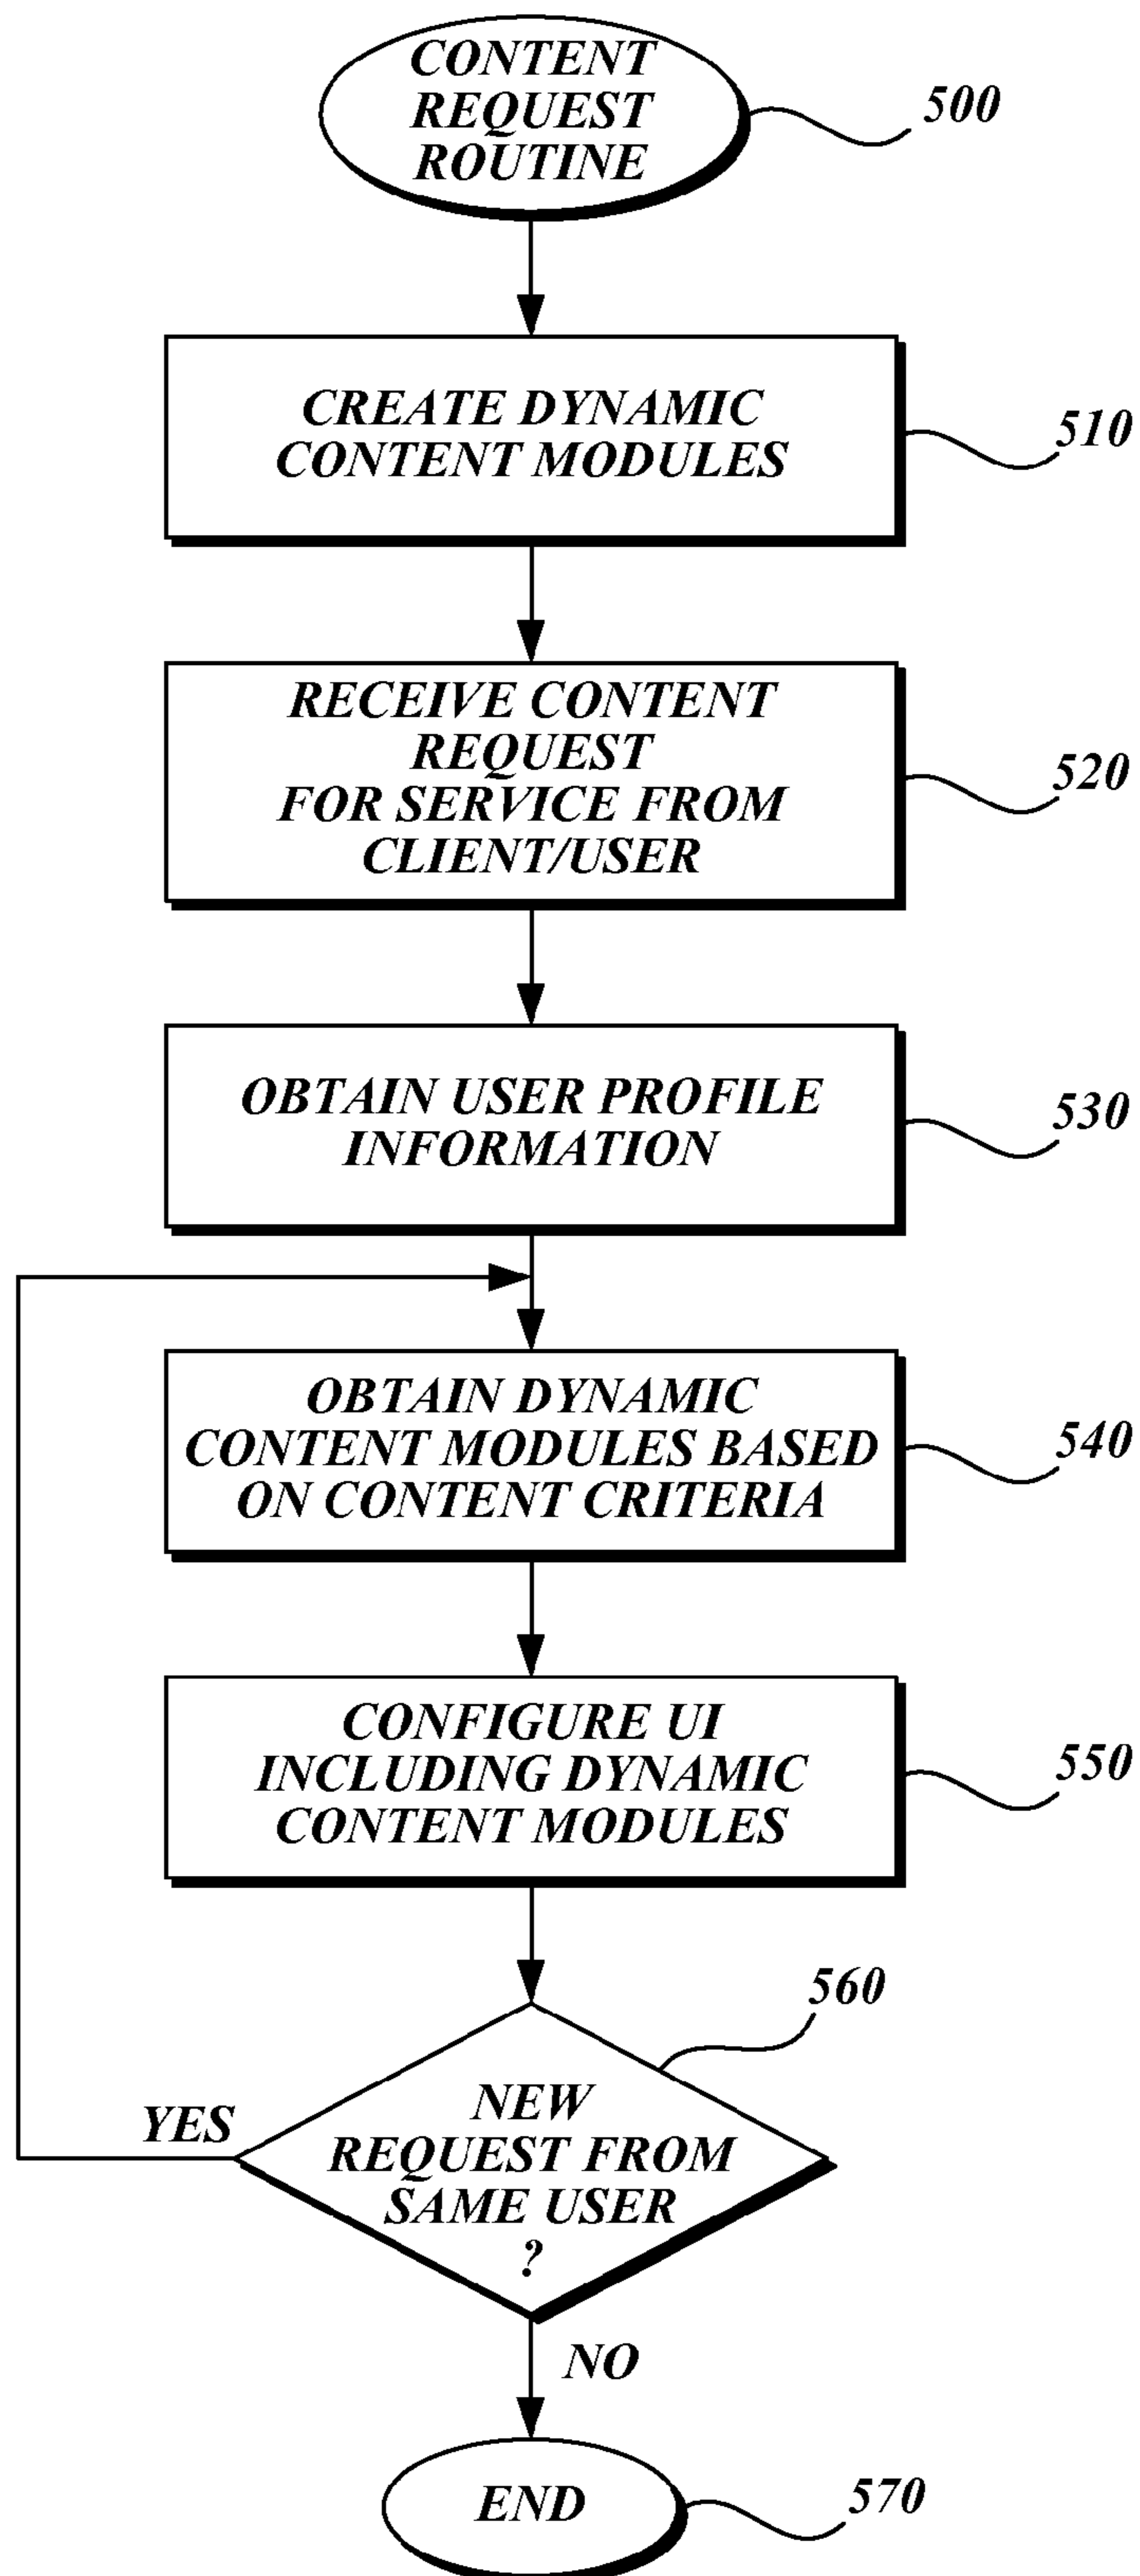 CONTENT
REQUEST
ROUTINE
500
CREATE DYNAMIC
CONTENT MODULES
510
RECEIVE CONTENT
REQUEST
FOR SERVICE FROM
CLIENT/USER
520
OBTAIN USER PROFILE
INFORMATION
530
OBTAIN DYNAMIC
CONTENT MODULES BASED
ON CONTENT CRITERIA
540
CONFIGURE UI
INCLUDING DYNAMIC
CONTENT MODULES
550
560
NEW
REQUEST FROM
SAME USER
?
YES
NO
END
570